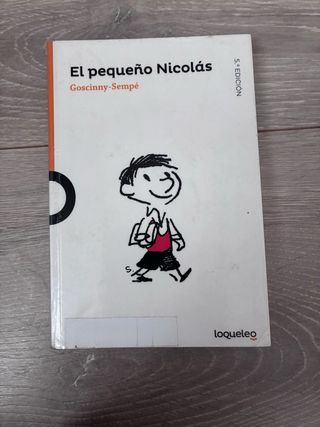 El pequeño Nicolás
Goscinny-Sempé
5.ª EDICIÓN
S.
loqueleo